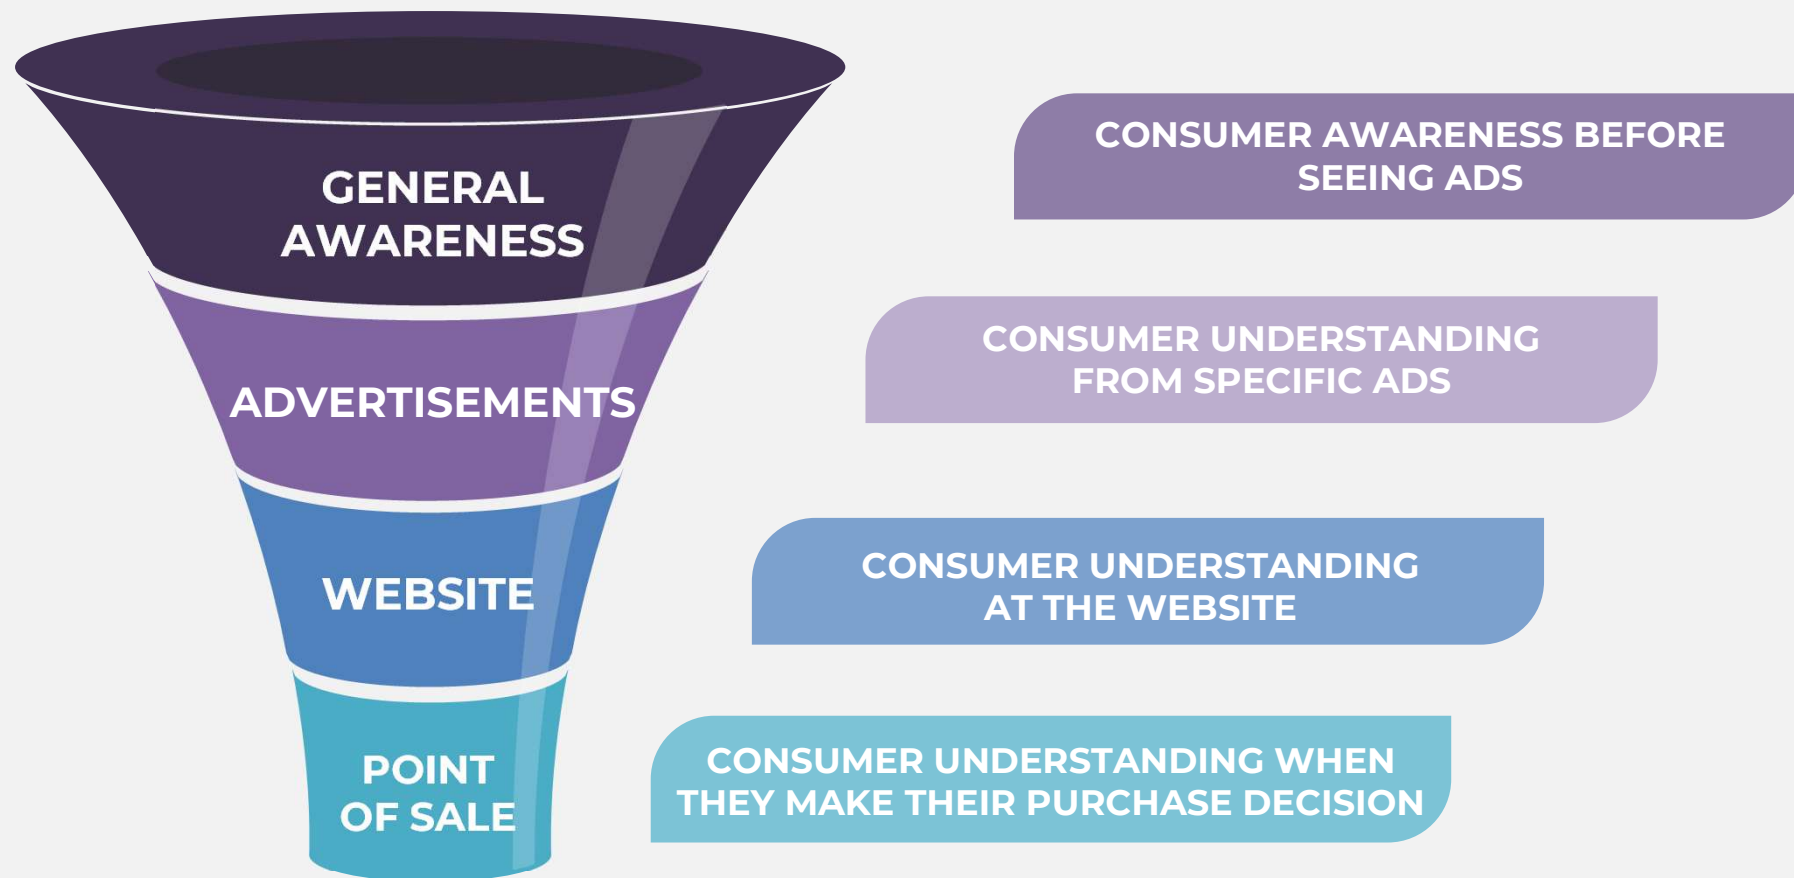 GENERAL
AWARENESS
CONSUMER AWARENESS BEFORE
SEEING ADS
ADVERTISEMENTS
CONSUMER UNDERSTANDING
FROM SPECIFIC ADS
WEBSITE
CONSUMER UNDERSTANDING
AT THE WEBSITE
POINT
OF SALE
CONSUMER UNDERSTANDING WHEN
THEY MAKE THEIR PURCHASE DECISION